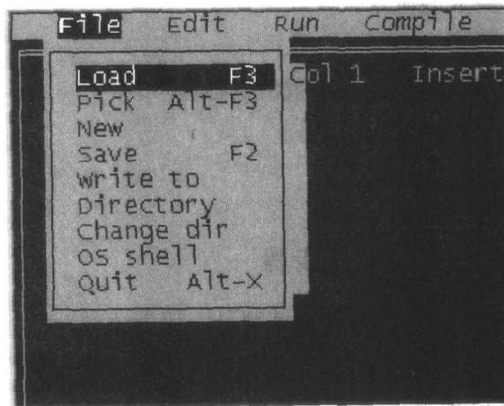 File Edit Run Compile
Load F3 Col 1 Insert
Pick Alt-F3
New
Save F2
Write to
Directory
Change dir
OS shell
Quit Alt-X